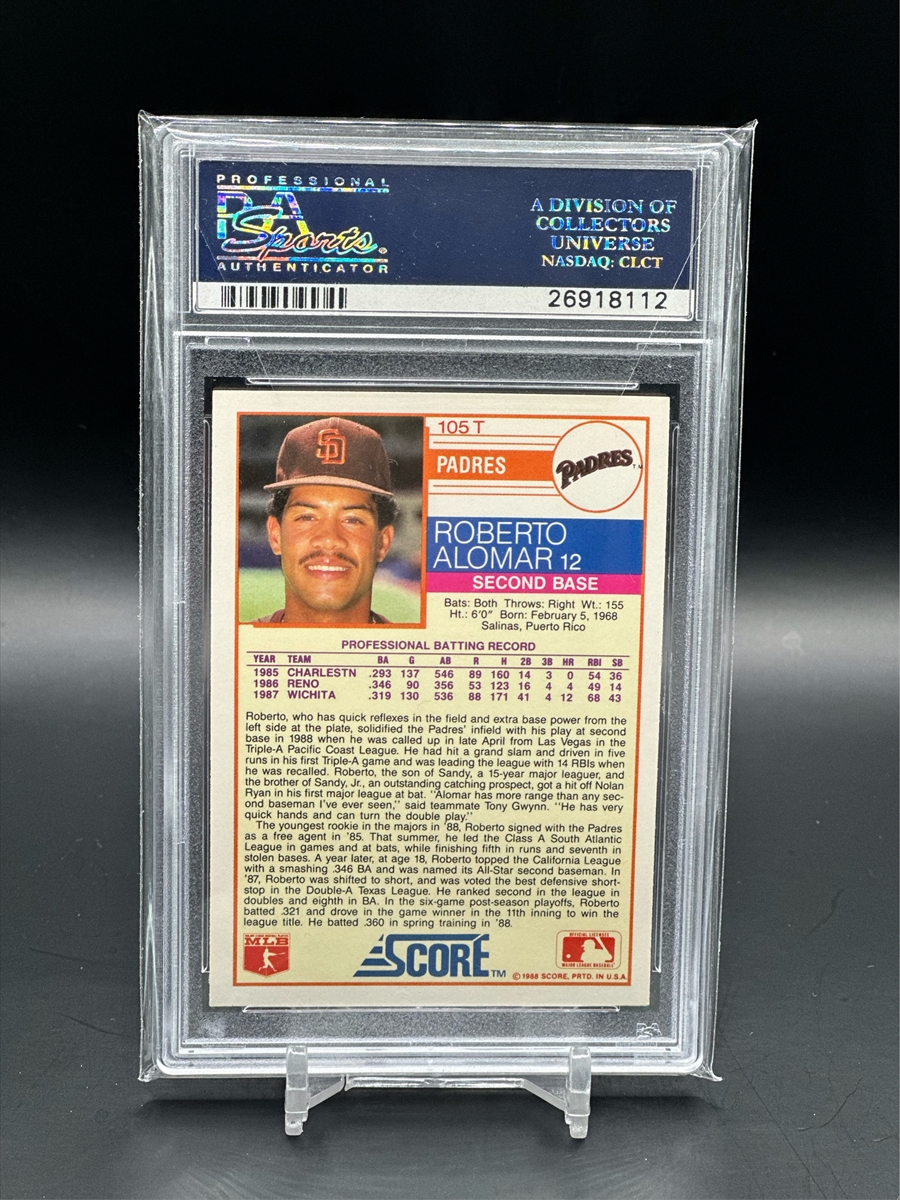 PROFESSIONAL
PSA
Sports®
AUTHENTICATOR
A DIVISION OF
COLLECTORS
UNIVERSE
NASDAQ: CLCT
26918112
SD
105 T
PADRES
PADRES TM
ROBERTO
ALOMAR 12
SECOND BASE
Bats: Both Throws: Right Wt.: 155
Ht.: 6'0" Born: February 5, 1968
Salinas, Puerto Rico
PROFESSIONAL BATTING RECORD
YEAR TEAM BA G AB R H 2B 3B HR RBI SB
1985 CHARLESTN .293 137 546 89 160 14 3 0 54 36
1986 RENO .346 90 356 53 123 16 4 4 49 14
1987 WICHITA .319 130 536 88 171 41 4 12 68 43
Roberto, who has quick reflexes in the field and extra base power from the
left side at the plate, solidified the Padres' infield with his play at second
base in 1988 when he was called up in late April from Las Vegas in the
Triple-A Pacific Coast League. He had hit a grand slam and driven in five
runs in his first Triple-A game and was leading the league with 14 RBIs when
he was recalled. Roberto, the son of Sandy, a 15-year major leaguer, and
the brother of Sandy, Jr., an outstanding catching prospect, got a hit off Nolan
Ryan in his first major league at bat. "Alomar has more range than any sec-
ond baseman I've ever seen," said teammate Tony Gwynn. "He has very
quick hands and can turn the double play."
The youngest rookie in the majors in '88, Roberto signed with the Padres
as a free agent in '85. That summer, he led the Class A South Atlantic
League in games and at bats, while finishing fifth in runs and seventh in
stolen bases. A year later, at age 18, Roberto topped the California League
with a smashing .346 BA and was named its All-Star second baseman. In
'87, Roberto was shifted to short, and was voted the best defensive short-
stop in the Double-A Texas League. He ranked second in the league in
doubles and eighth in BA. In the six-game post-season playoffs, Roberto
batted .321 and drove in the game winner in the 11th inning to win the
league title. He batted .360 in spring training in '88.
MLB
SCORE TM
OFFICIAL LICENSEE
MAJOR LEAGUE BASEBALL
© 1988 SCORE, PRTD. IN U.S.A.
PSA